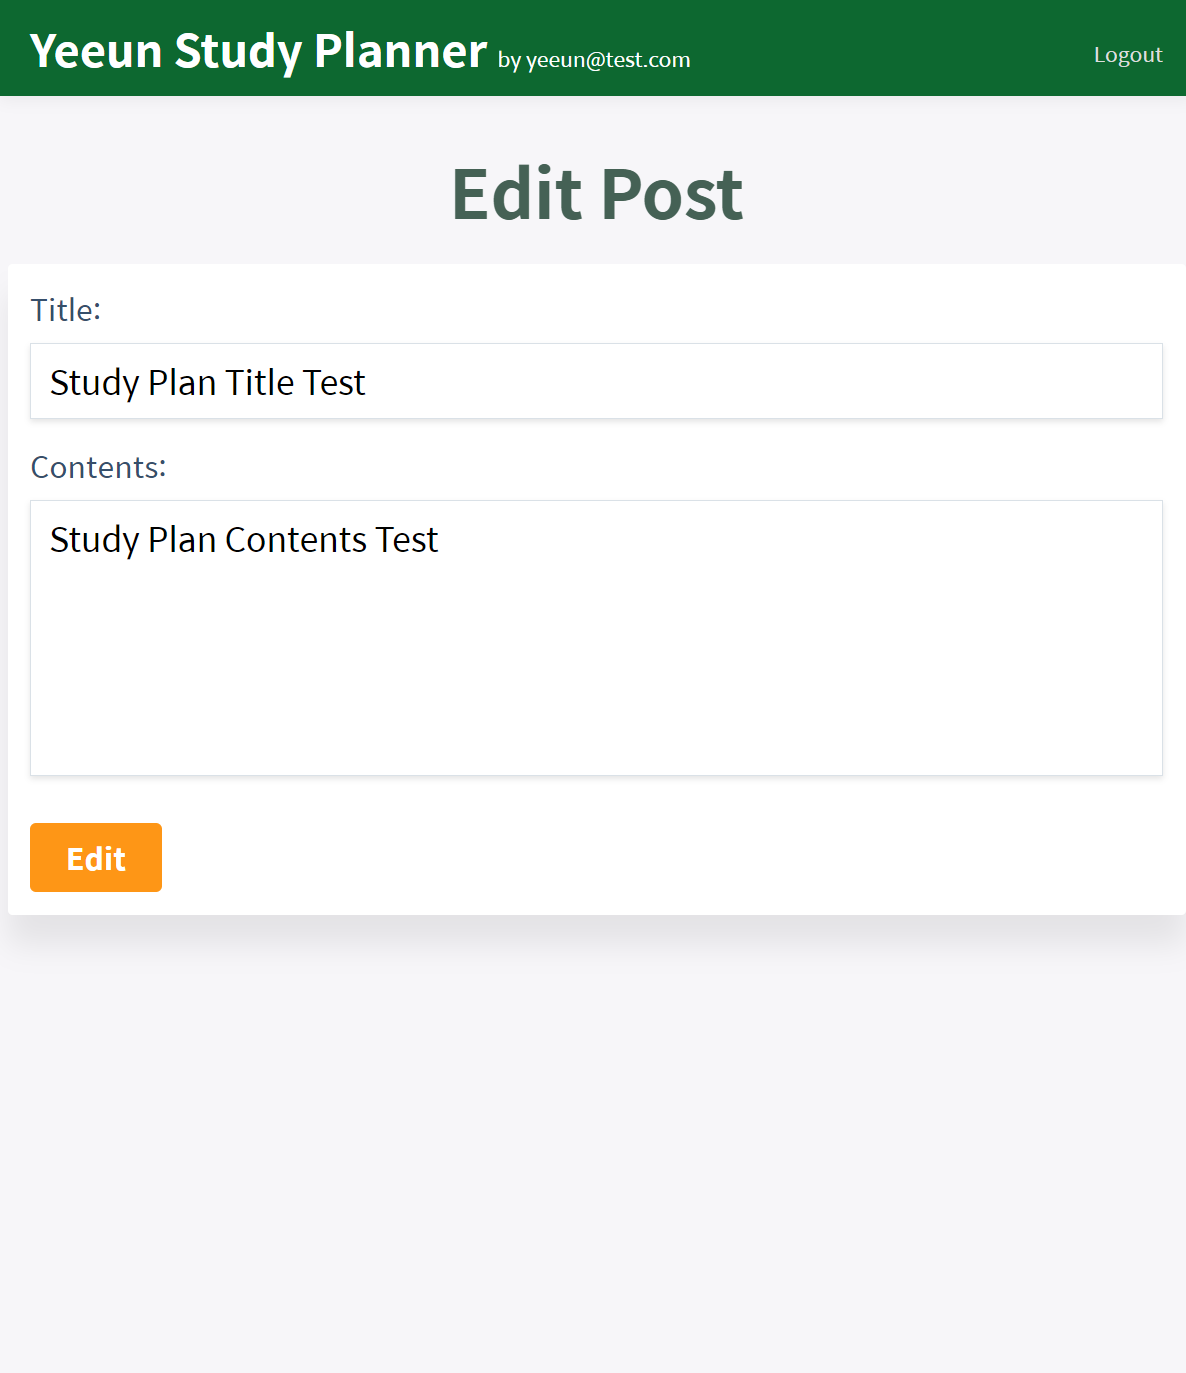 Yeeun Study Planner by yeeun@test.com Logout
Edit Post
Title:
Study Plan Title Test
Contents:
Study Plan Contents Test
Edit